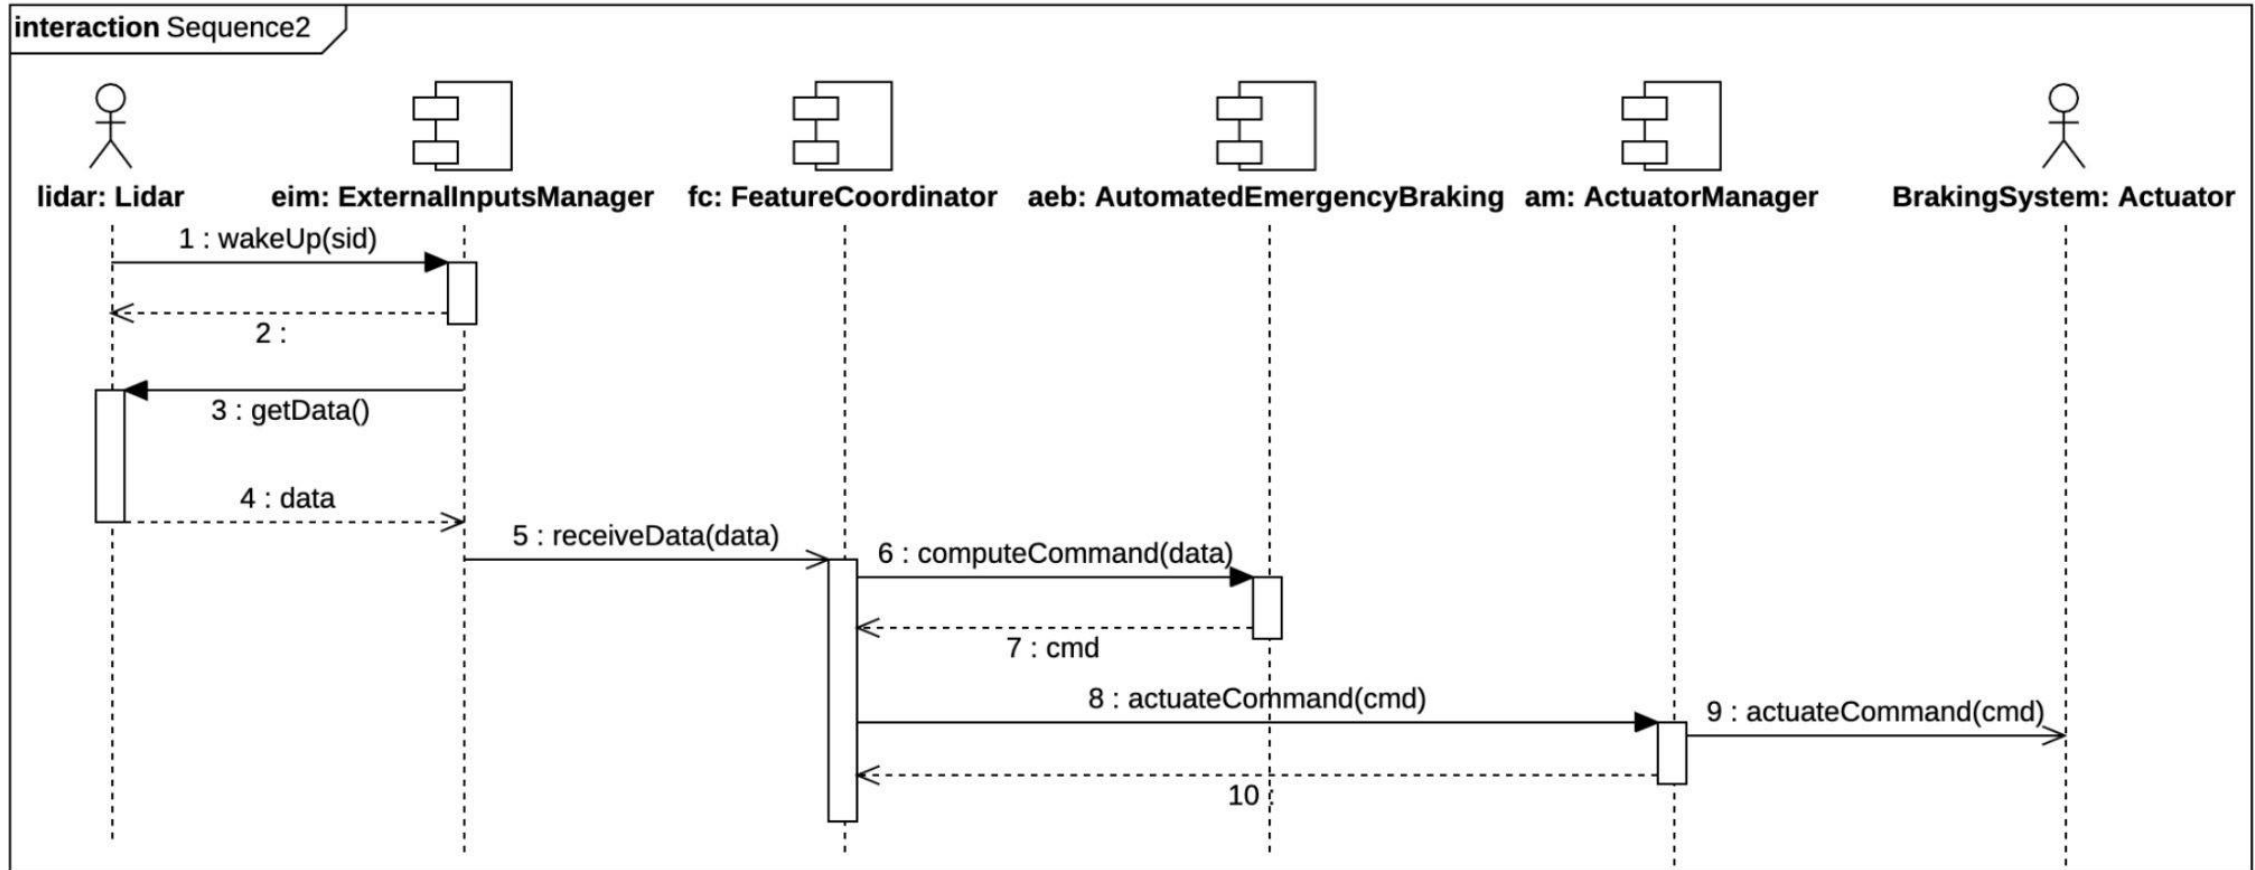 interaction Sequence2
lidar: Lidar
eim: ExternalInputsManager
fc: FeatureCoordinator
aeb: AutomatedEmergencyBraking
am: ActuatorManager
BrakingSystem: Actuator
1 : wakeUp(sid)
2 :
3 : getData()
4 : data
5 : receiveData(data)
6 : computeCommand(data)
7 : cmd
8 : actuateCommand(cmd)
9 : actuateCommand(cmd)
10 :